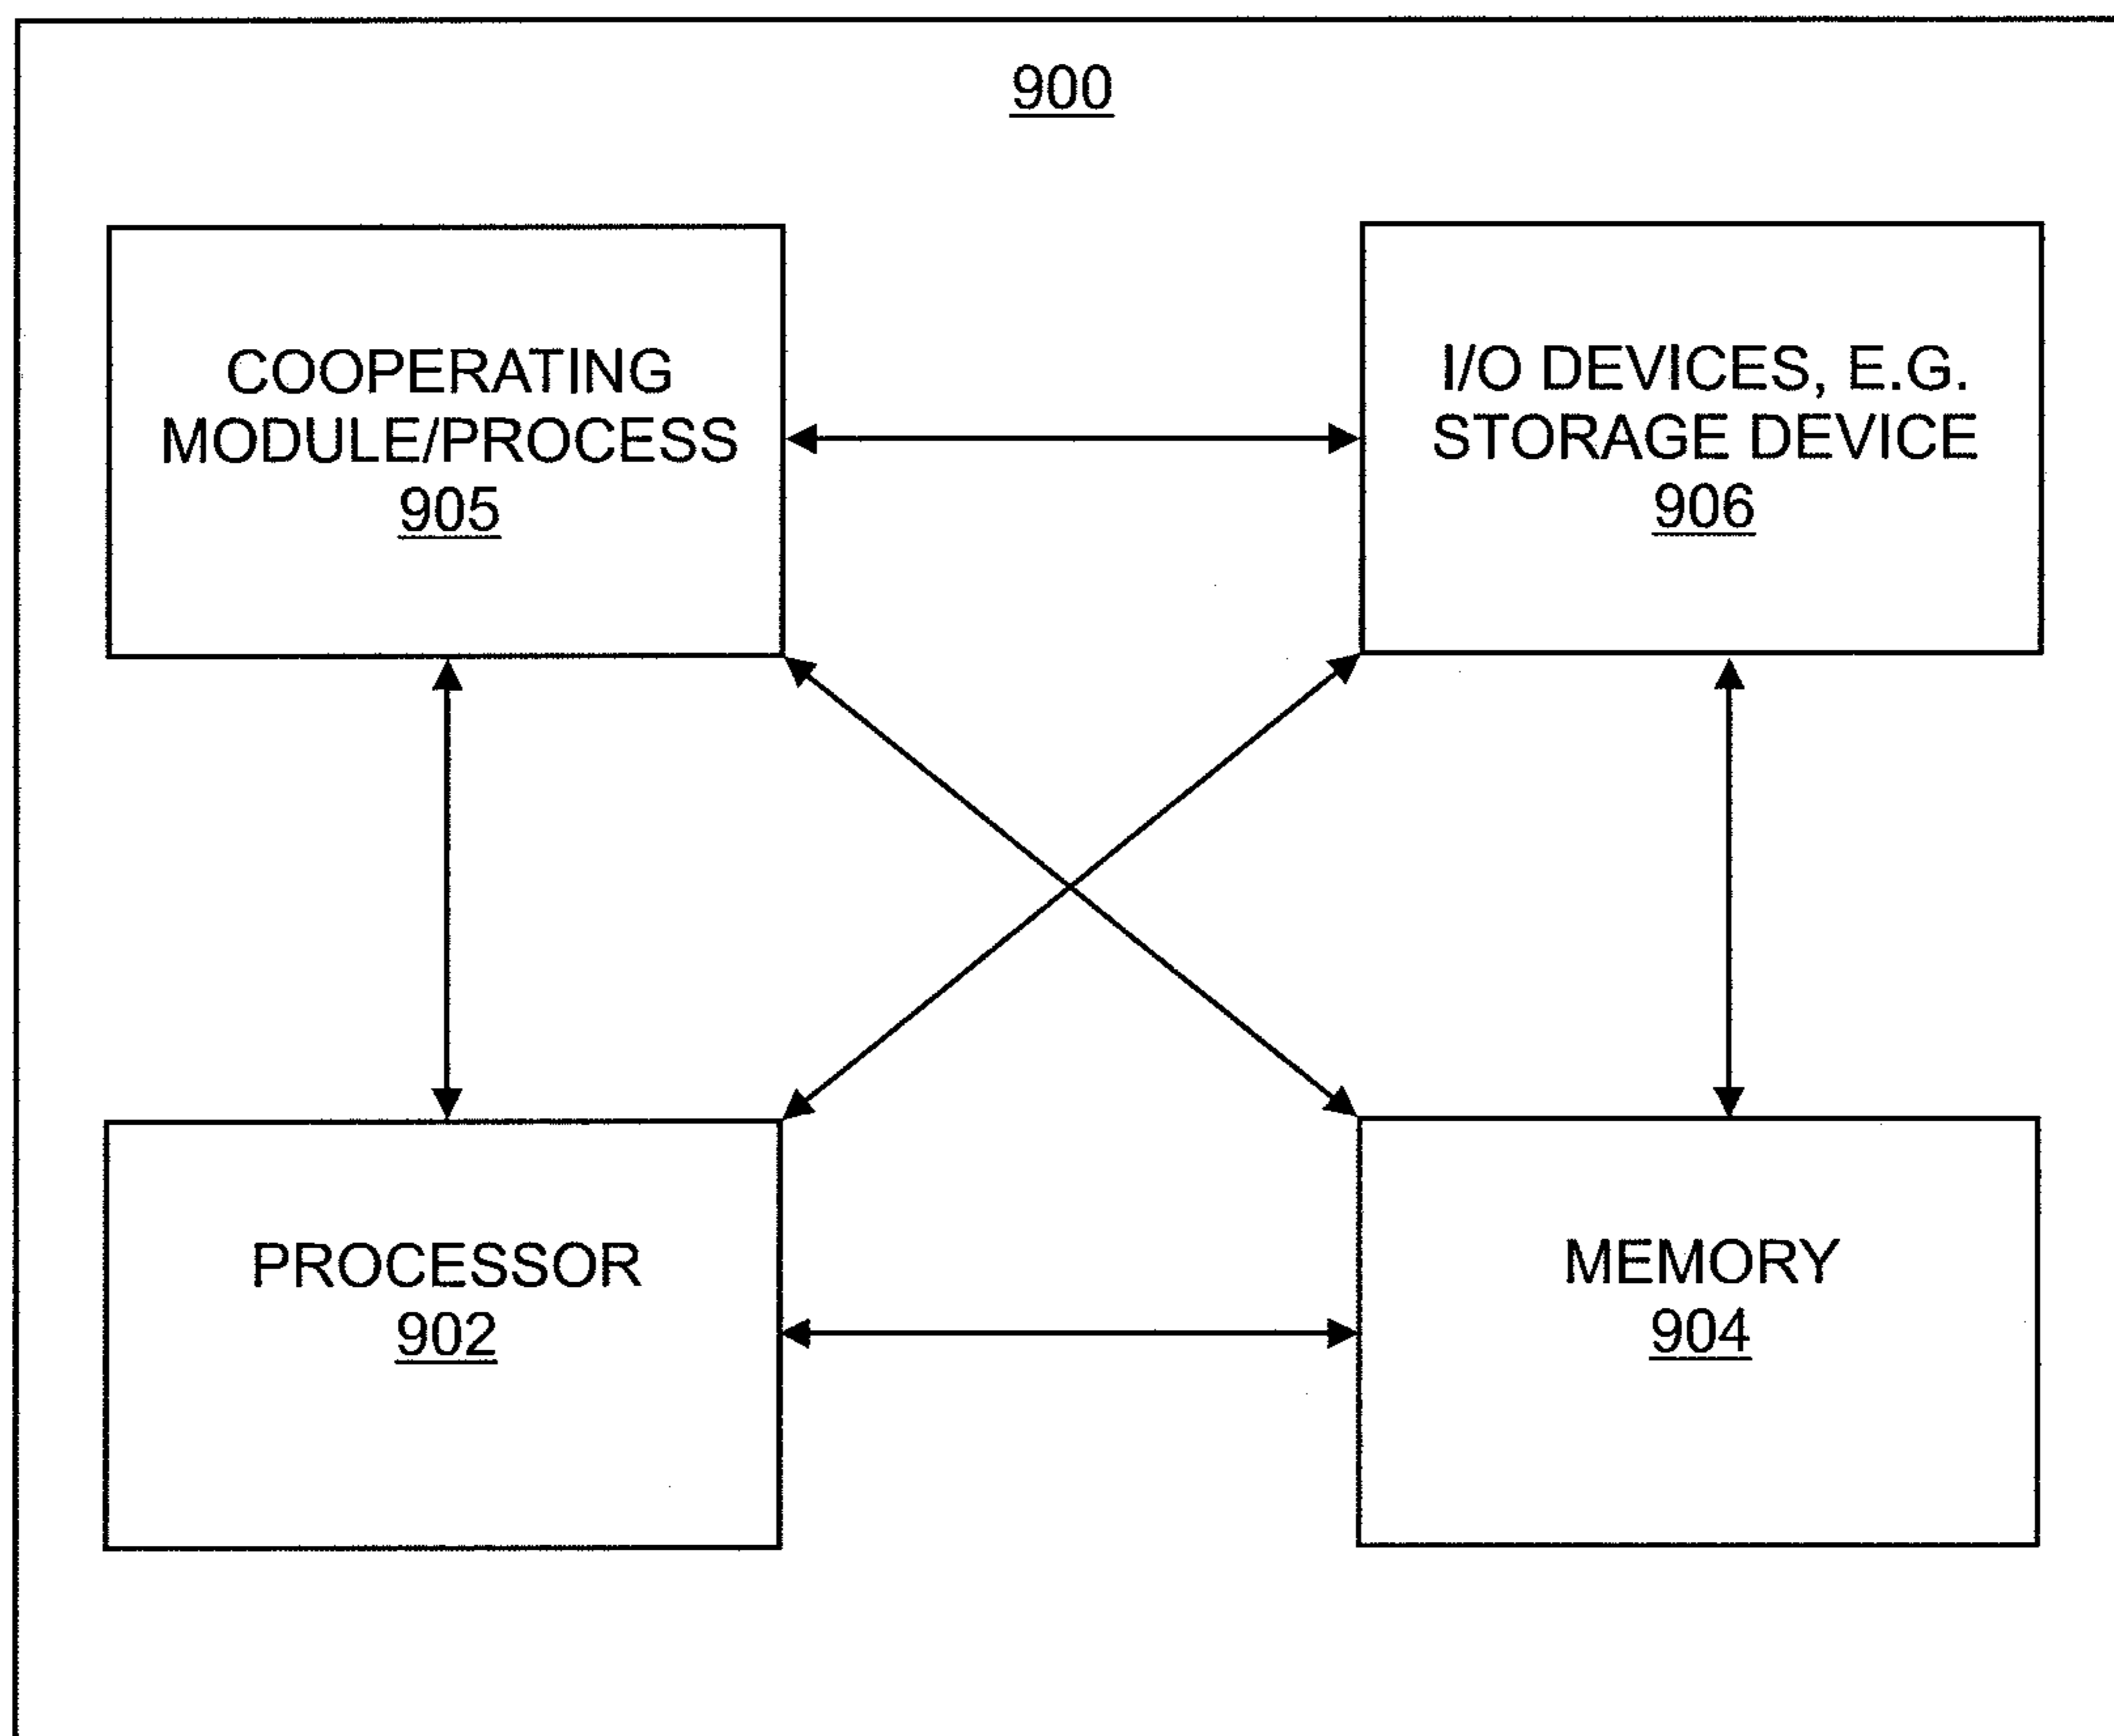 900
COOPERATING
MODULE/PROCESS
905
I/O DEVICES, E.G.
STORAGE DEVICE
906
PROCESSOR
902
MEMORY
904